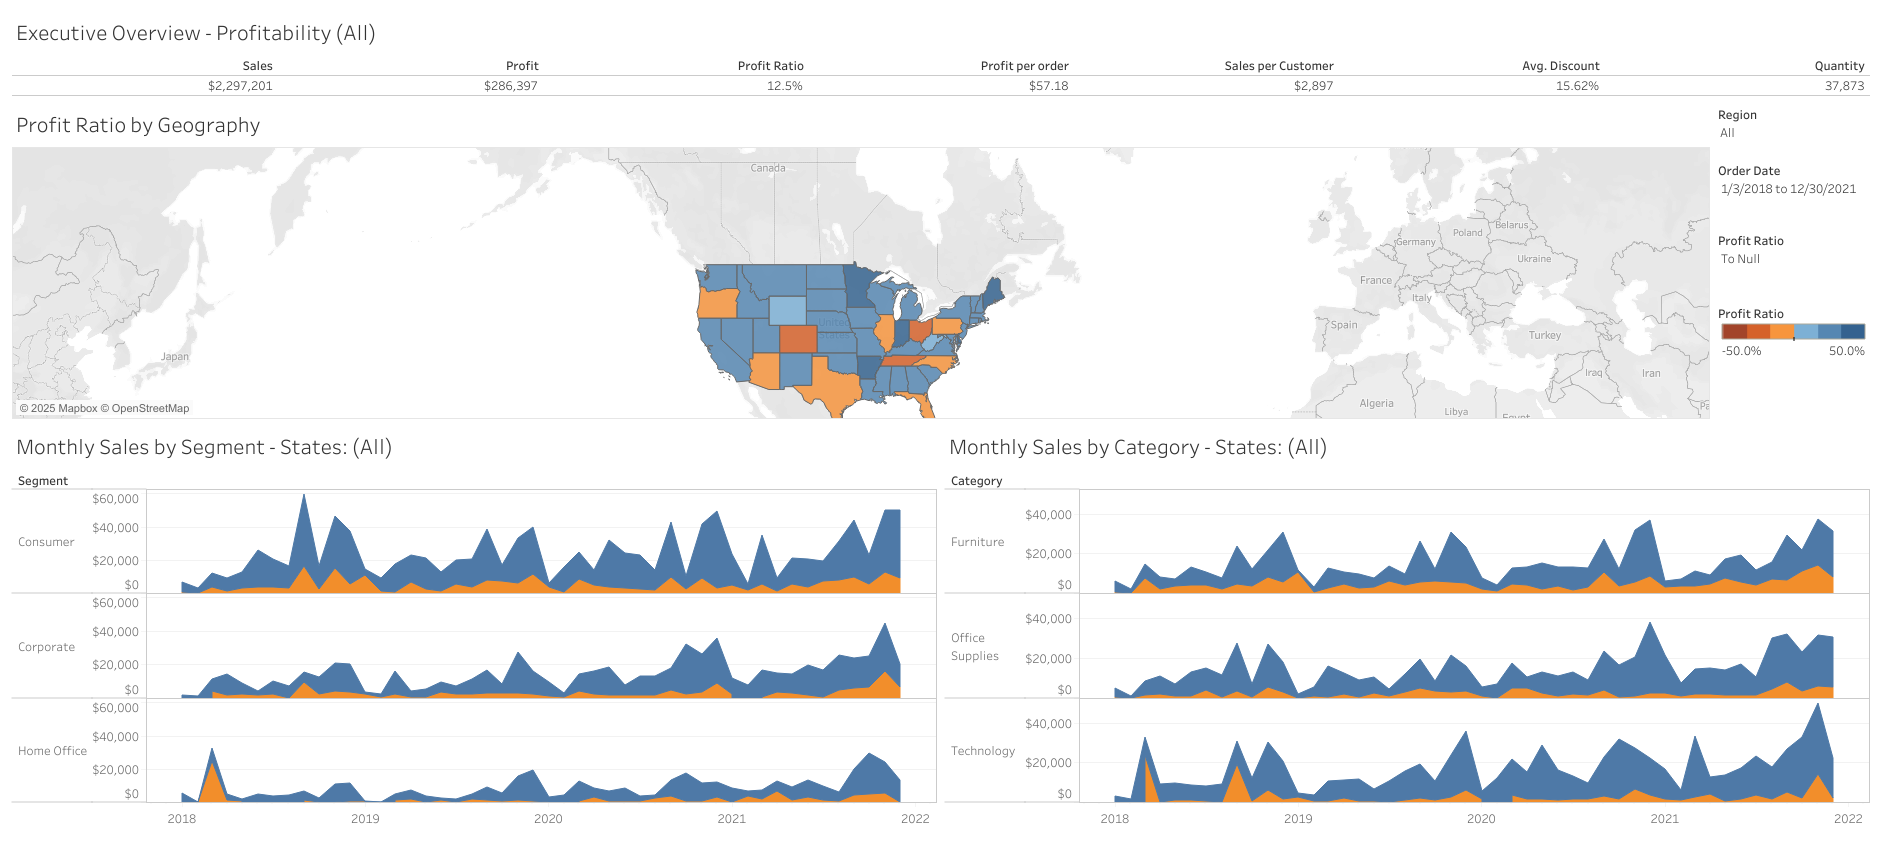 Executive Overview - Profitability (All)
Sales Profit Profit Ratio Profit per order Sales per Customer Avg. Discount Quantity
$2,297,201 $286,397 12.5% $57.18 $2,897 15.62% 37,873
Profit Ratio by Geography
Region
All
Order Date
1/3/2018 to 12/30/2021
Profit Ratio
To Null
Profit Ratio
-50.0% 50.0%
Canada
United States
Japan
Germany
Poland
Belarus
Ukraine
France
Italy
Spain
Turkey
Iraq
Iran
Algeria
Libya
Egypt
© 2025 Mapbox © OpenStreetMap
Monthly Sales by Segment - States: (All)
Segment
Consumer
$60,000
$40,000
$20,000
$0
Corporate
$60,000
$40,000
$20,000
$0
Home Office
$60,000
$40,000
$20,000
$0
2018 2019 2020 2021 2022
Monthly Sales by Category - States: (All)
Category
Furniture
$40,000
$20,000
$0
Office
Supplies
$40,000
$20,000
$0
Technology
$40,000
$20,000
$0
2018 2019 2020 2021 2022